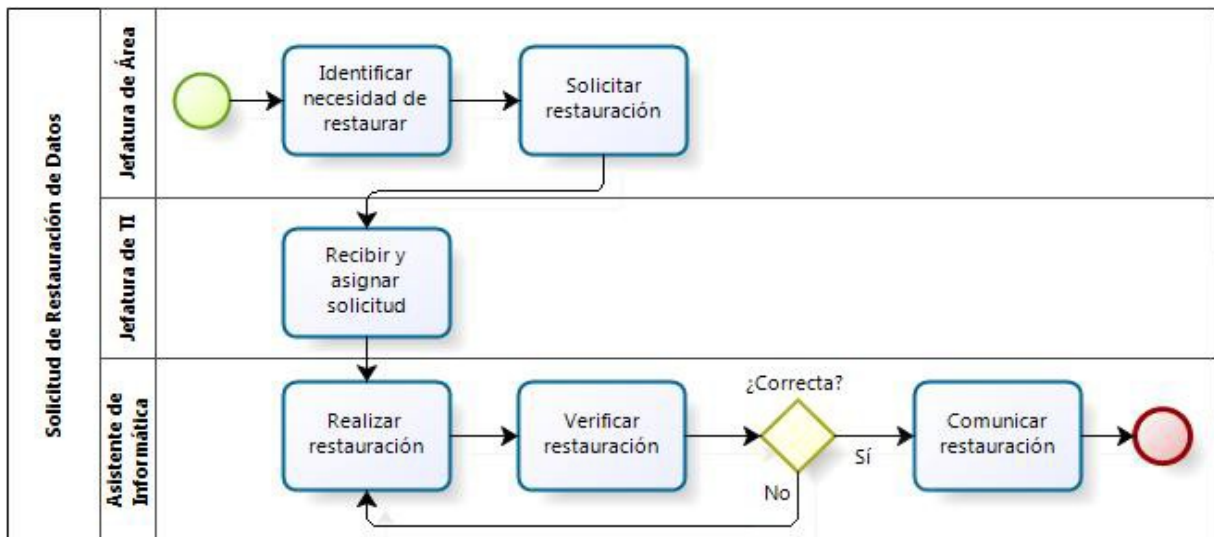 Solicitud de Restauración de Datos
Jefatura de Área
Identificar
necesidad de
restaurar
Solicitar
restauración
Jefatura de TI
Recibir y
asignar
solicitud
Asistente de
Informática
Realizar
restauración
Verificar
restauración
¿Correcta?
Sí
No
Comunicar
restauración